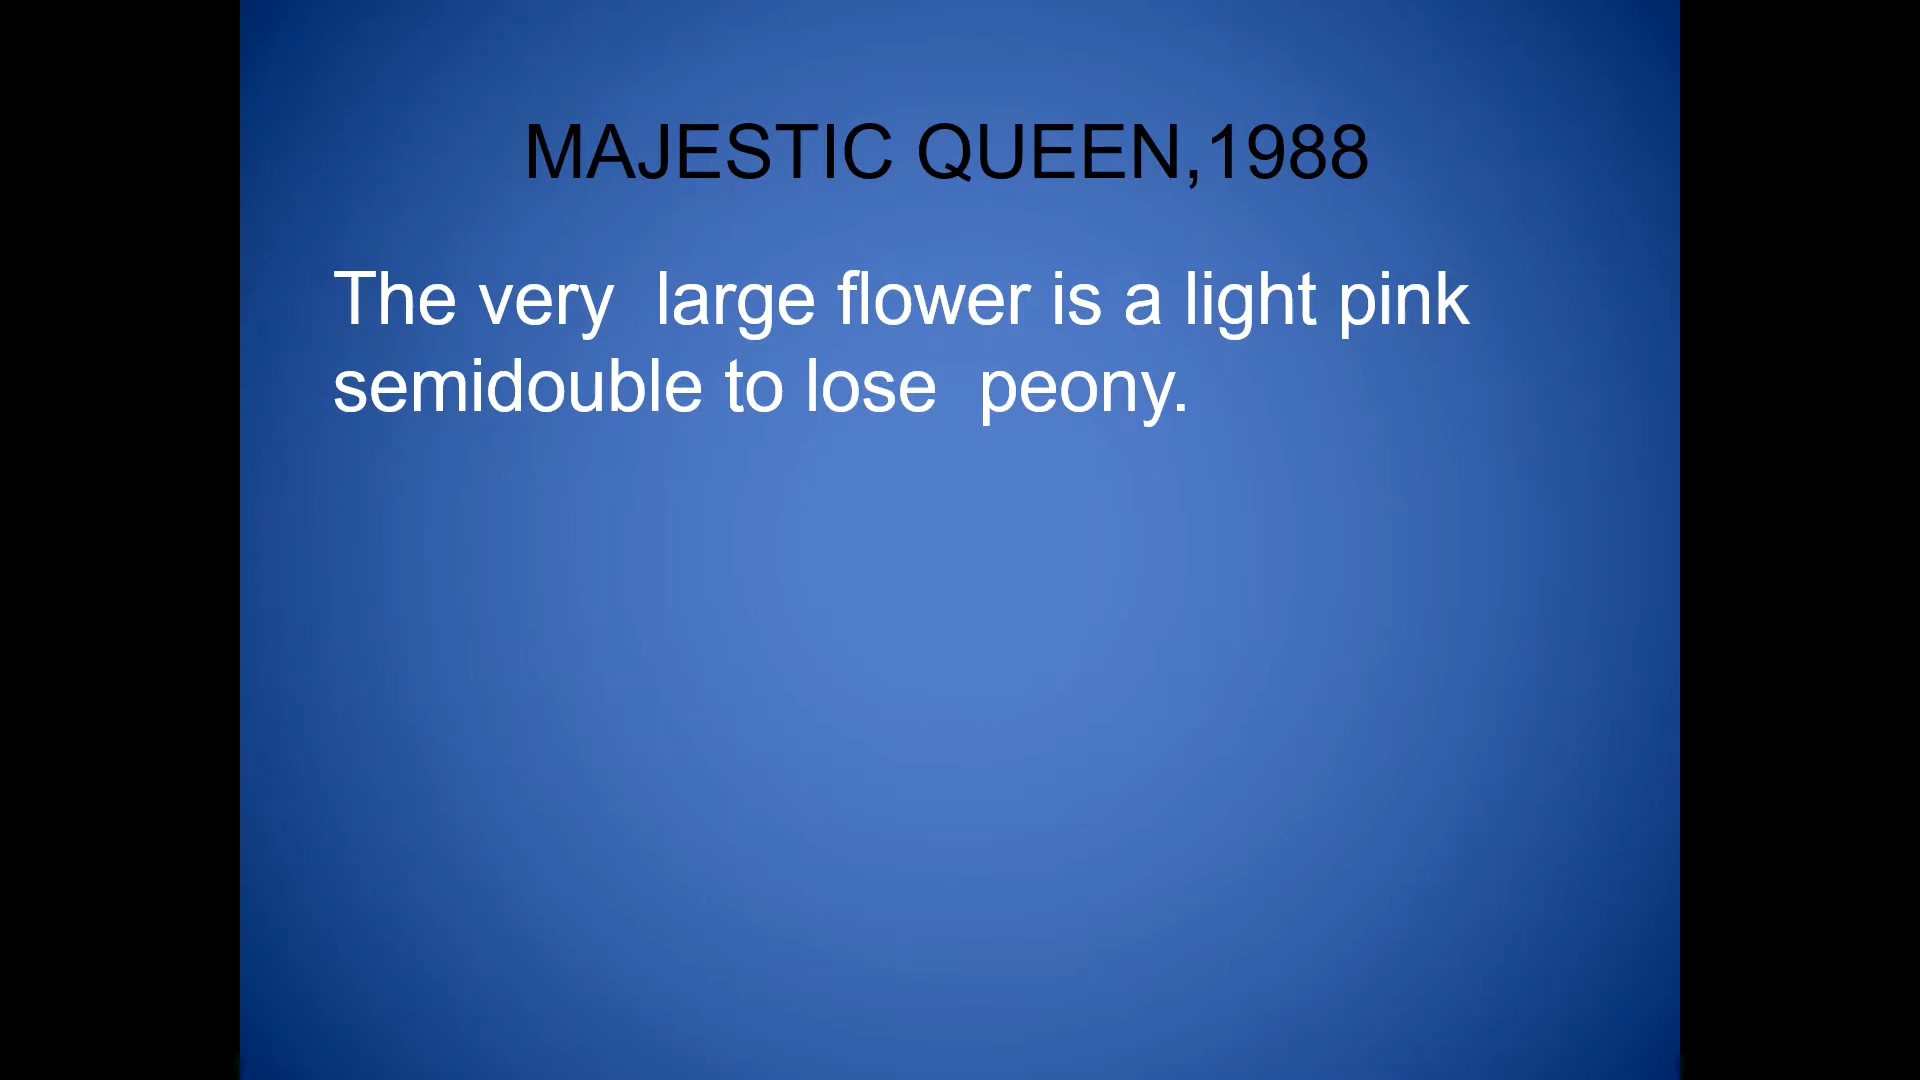 MAJESTIC QUEEN,1988
The very  large flower is a light pink
semidouble to lose  peony.